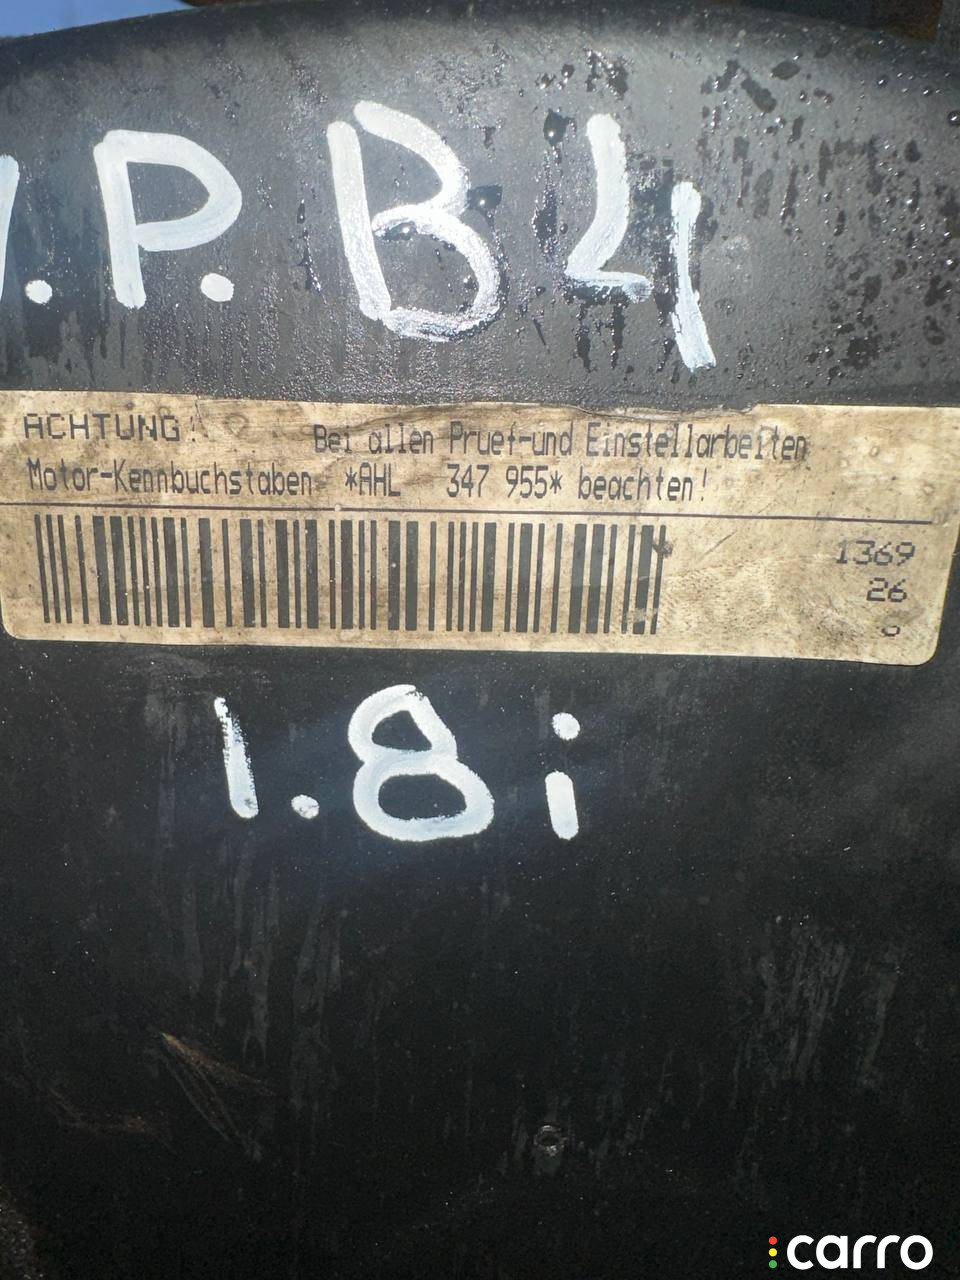 .P. B4
ACHTUNG! Bei allen Pruef-und Einstellarbeiten
Motor-Kennbuchstaben *AHL 347 955* beachten!
1369
26
1.8i
carro